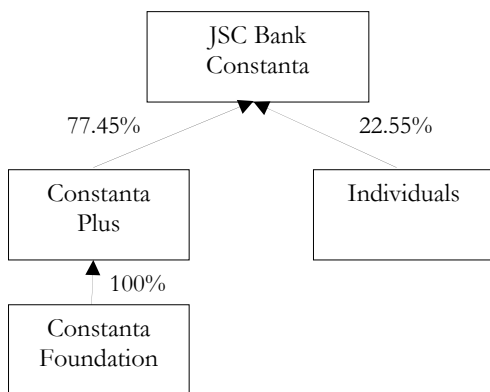 JSC Bank
Constanta
77.45%
22.55%
Constanta
Plus
Individuals
100%
Constanta
Foundation